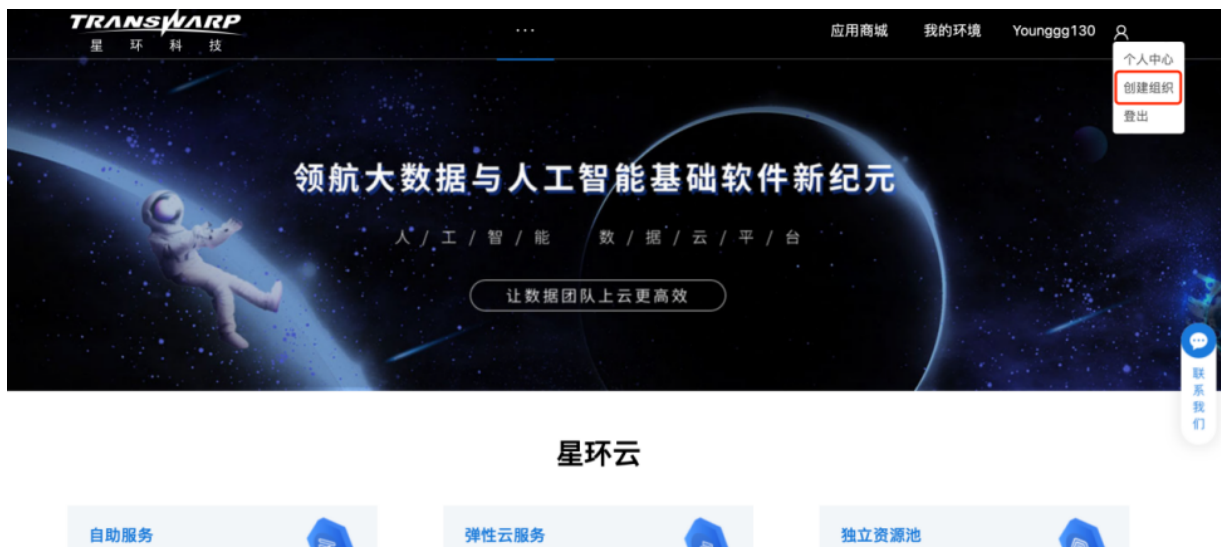 TRANSWARP
星环科技
...
应用商城
我的环境
Younggg130
个人中心
创建组织
登出
领航大数据与人工智能基础软件新纪元
人/工/智/能 数/据/云/平/台
让数据团队上云更高效
联系我们
星环云
自助服务
弹性云服务
独立资源池